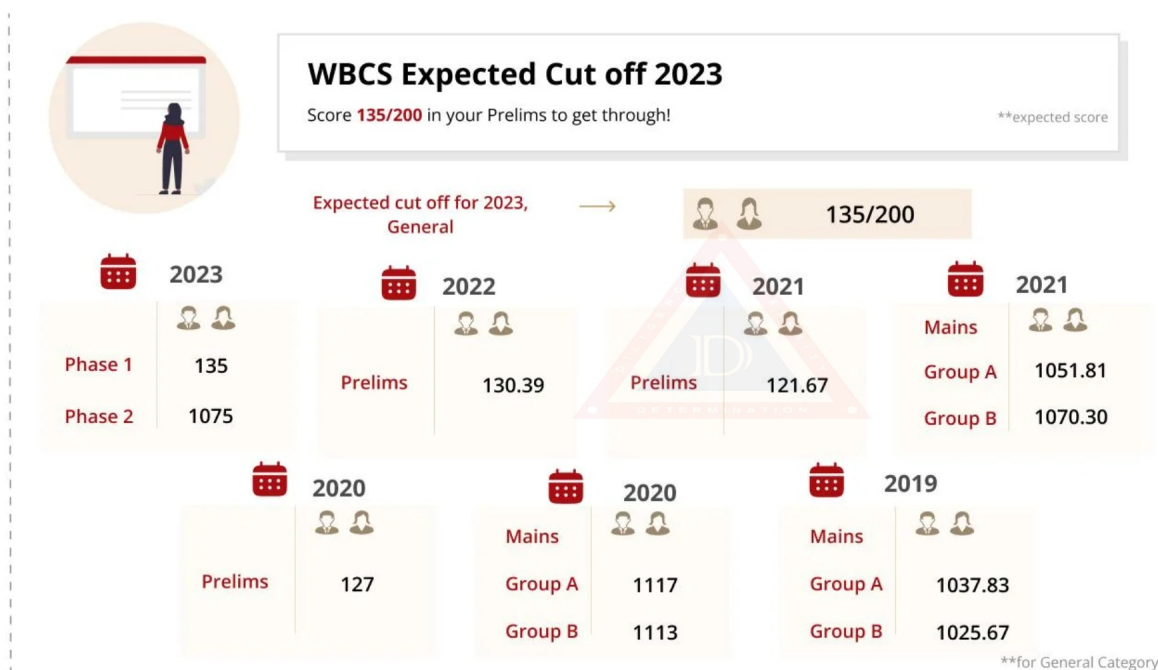 WBCS Expected Cut off 2023
Score 135/200 in your Prelims to get through!
**expected score
Expected cut off for 2023,
General
135/200
2023
Phase 1 135
Phase 2 1075
2022
Prelims 130.39
2021
Prelims 121.67
2021
Mains
Group A 1051.81
Group B 1070.30
2020
Prelims 127
2020
Mains
Group A 1117
Group B 1113
2019
Mains
Group A 1037.83
Group B 1025.67
**for General Category
DETERMINATION